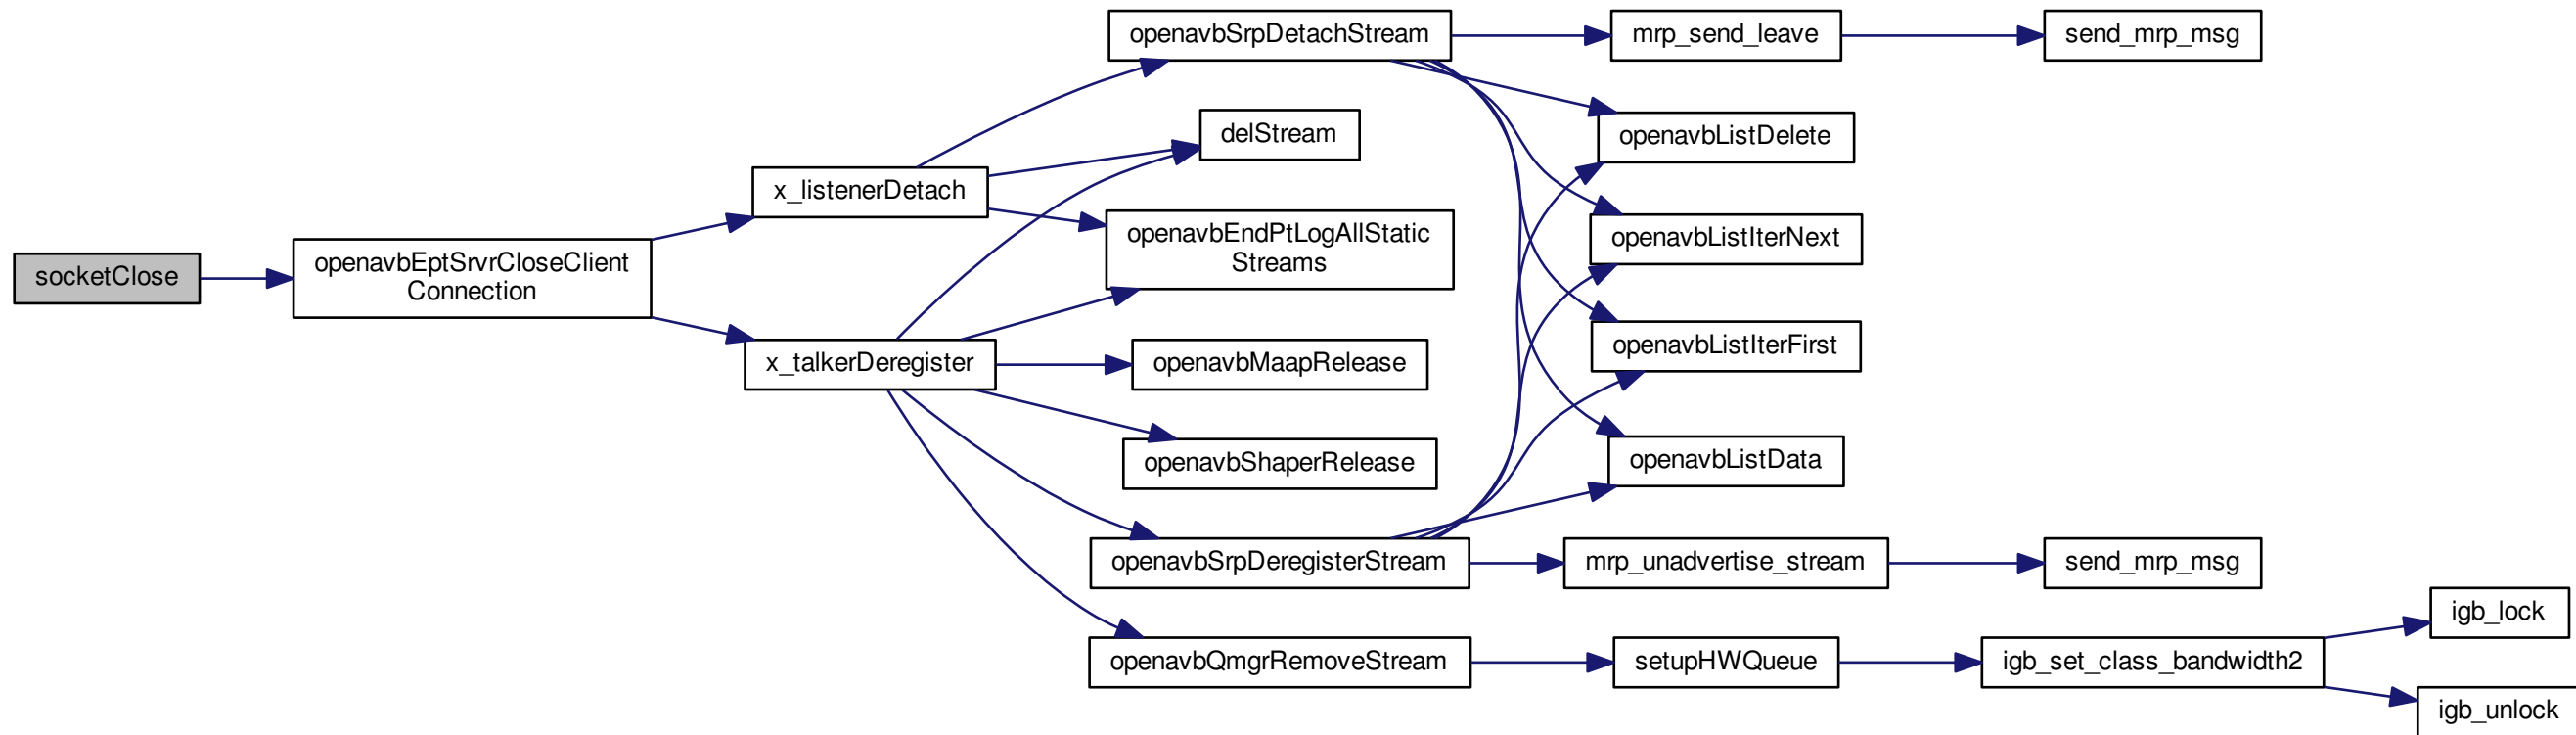 socketClose
openavbEptSrvrCloseClient
Connection
x_listenerDetach
x_talkerDeregister
openavbSrpDetachStream
delStream
openavbEndPtLogAllStatic
Streams
openavbMaapRelease
openavbShaperRelease
openavbSrpDeregisterStream
openavbQmgrRemoveStream
mrp_send_leave
openavbListDelete
openavbListIterNext
openavbListIterFirst
openavbListData
mrp_unadvertise_stream
setupHWQueue
send_mrp_msg
send_mrp_msg
igb_set_class_bandwidth2
igb_lock
igb_unlock